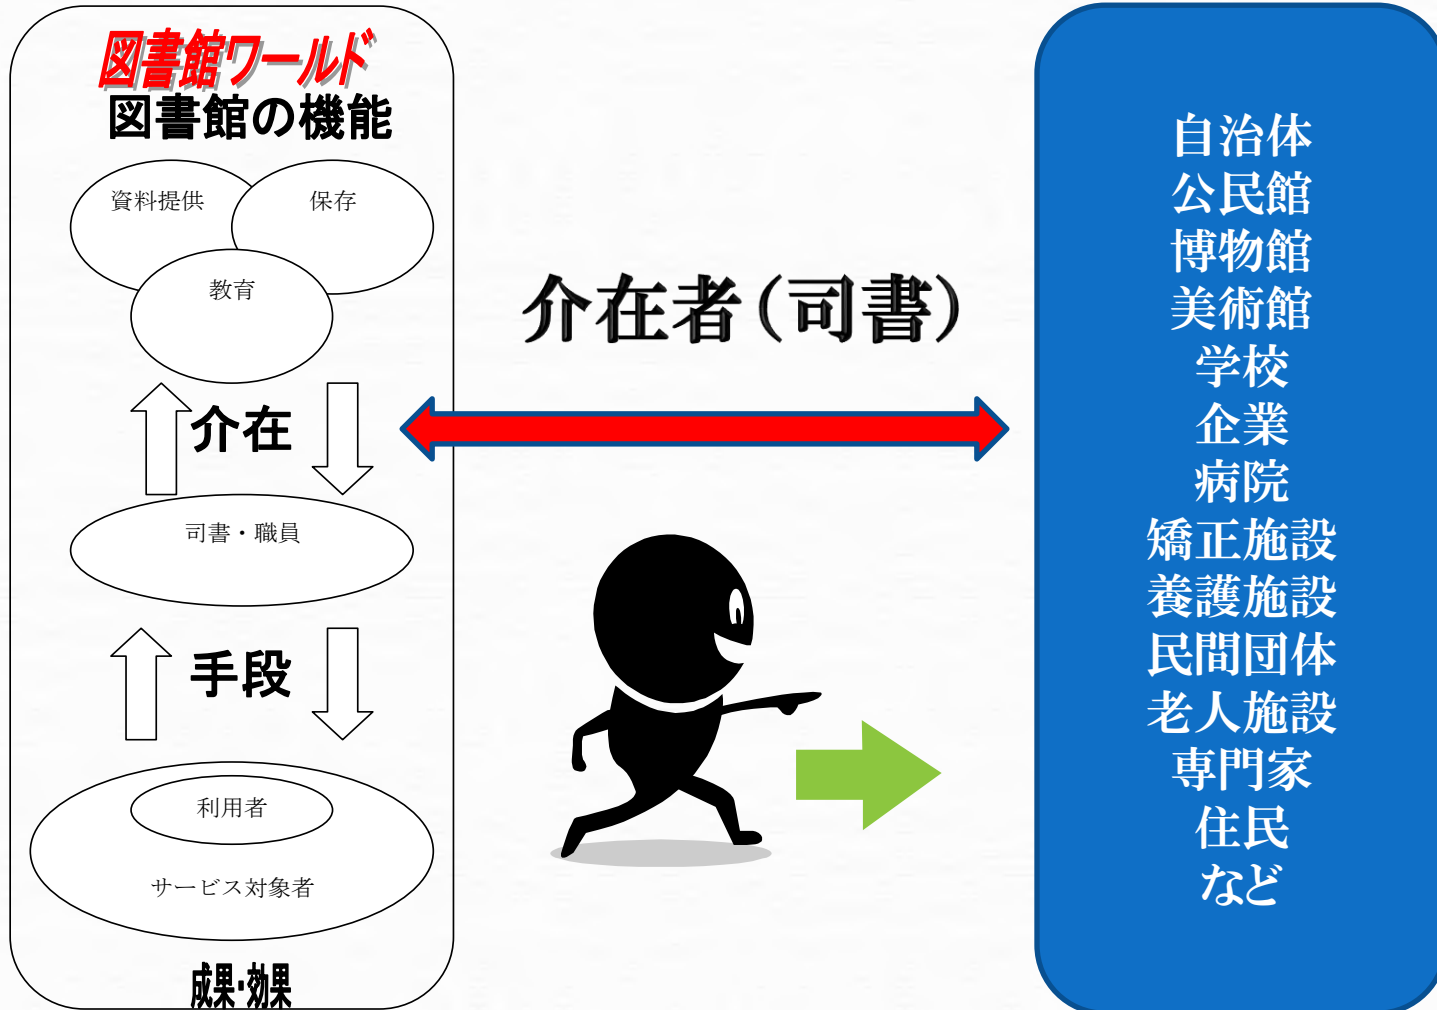 図書館ワールド
図書館の機能
資料提供
保存
教育
介在
司書・職員
手段
利用者
サービス対象者
成果・効果
介在者(司書)
自治体
公民館
博物館
美術館
学校
企業
病院
矯正施設
養護施設
民間団体
老人施設
専門家
住民
など